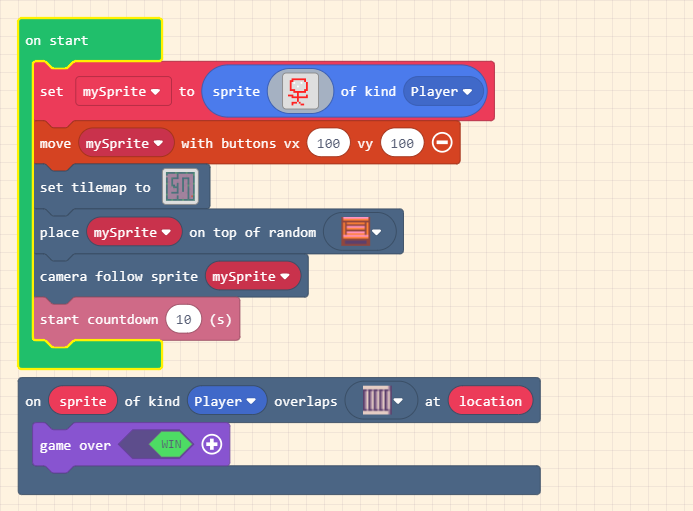 on start
set mySprite to sprite of kind Player
move mySprite with buttons vx 100 vy 100
set tilemap to
place mySprite on top of random
camera follow sprite mySprite
start countdown 10 (s)
on sprite of kind Player overlaps at location
game over WIN